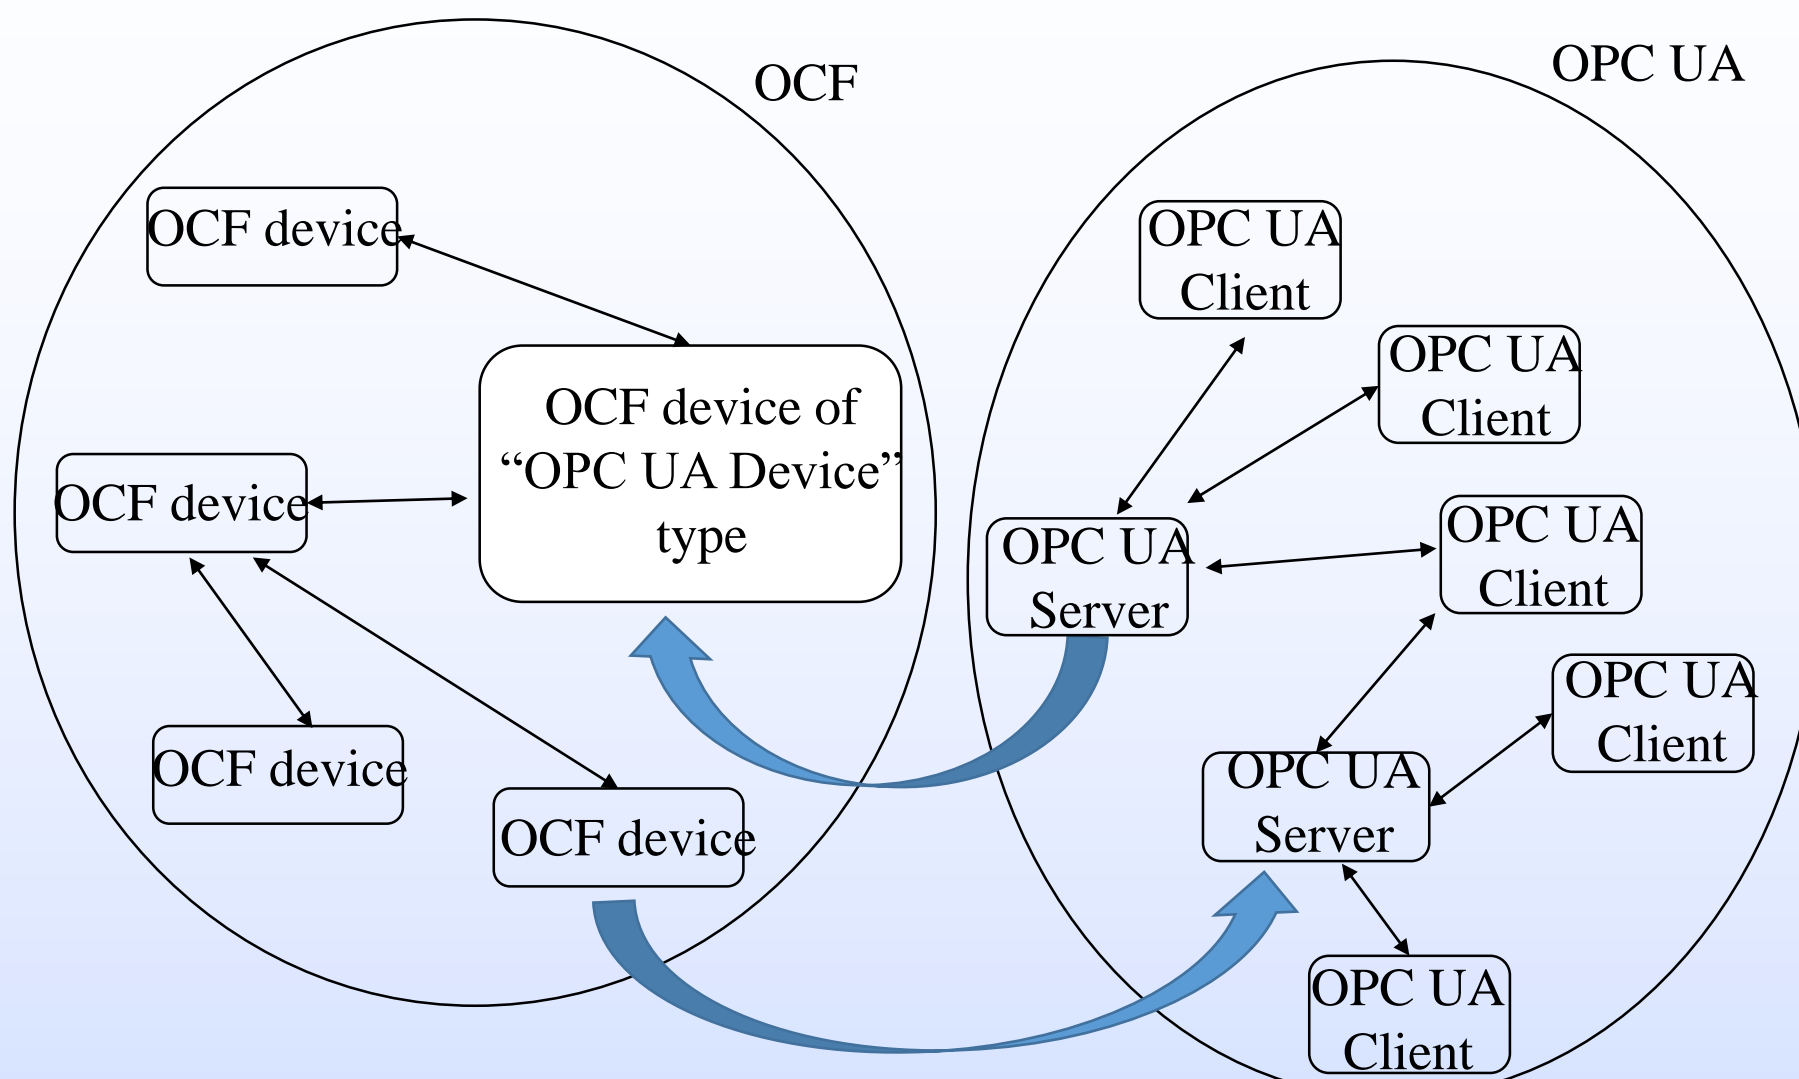 OCF
OCF device
OCF device of
“OPC UA Device”
type
OCF device
OCF device
OCF device
OPC UA
OPC UA
Client
OPC UA
Client
OPC UA
Server
OPC UA
Client
OPC UA
Client
OPC UA
Server
OPC UA
Client